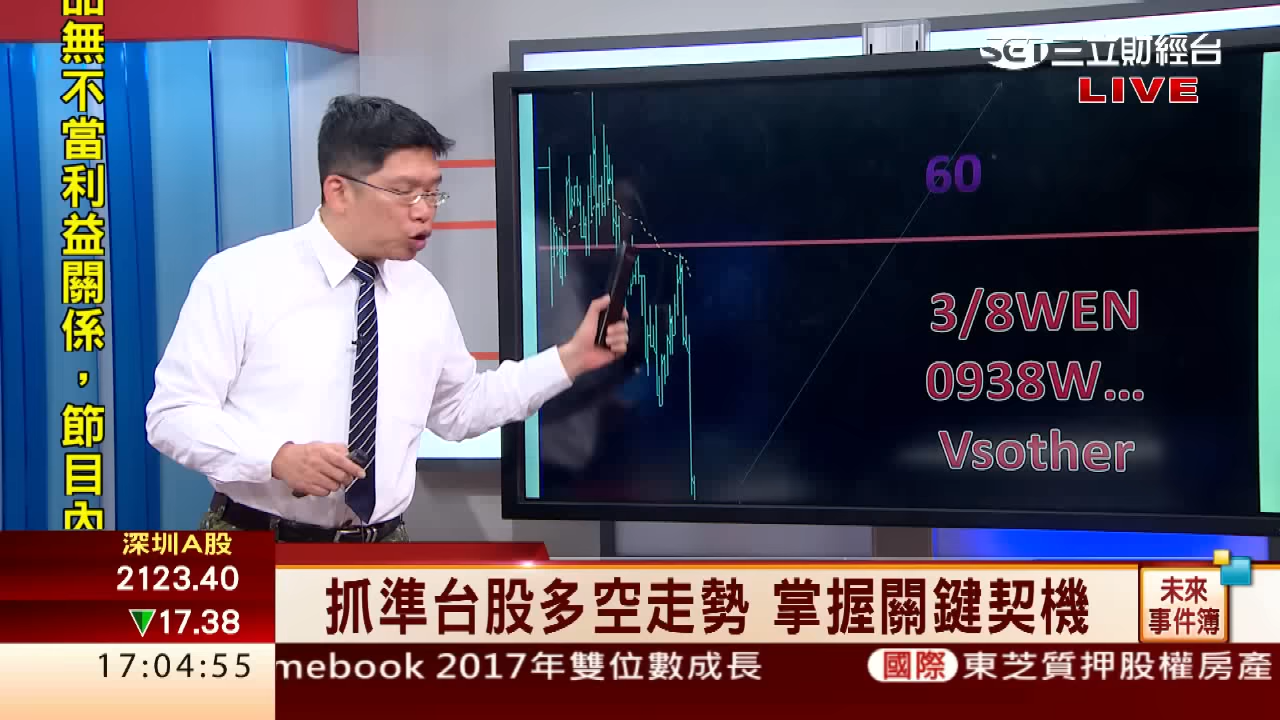 品無不當利益關係，節目內
SET三立財經台
LIVE
60
3/8WEN
0938W...
Vsother
深圳A股
2123.40
▼17.38
17:04:55
抓準台股多空走勢 掌握關鍵契機
未來
事件簿
mebook 2017年雙位數成長
國際 東芝質押股權房產